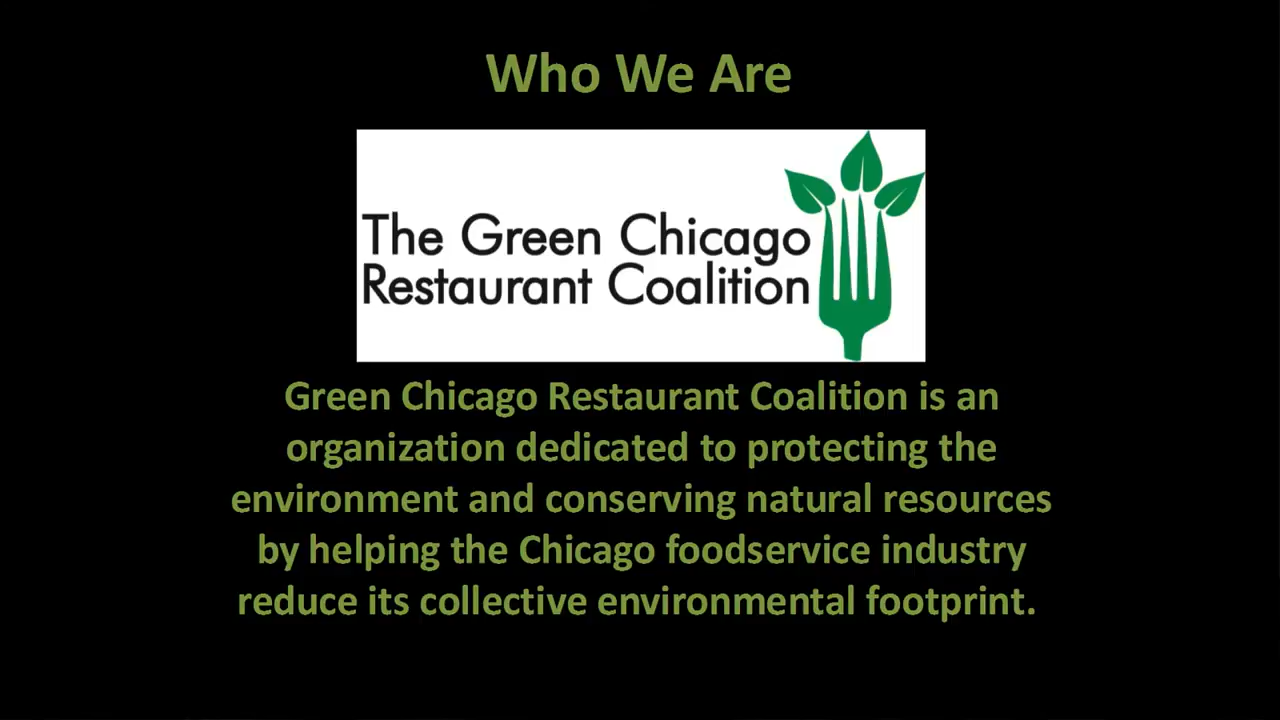 Who We Are
The Green Chicago
Restaurant Coalition
Green Chicago Restaurant Coalition is an
organization dedicated to protecting the
environment and conserving natural resources
by helping the Chicago foodservice industry
reduce its collective environmental footprint.